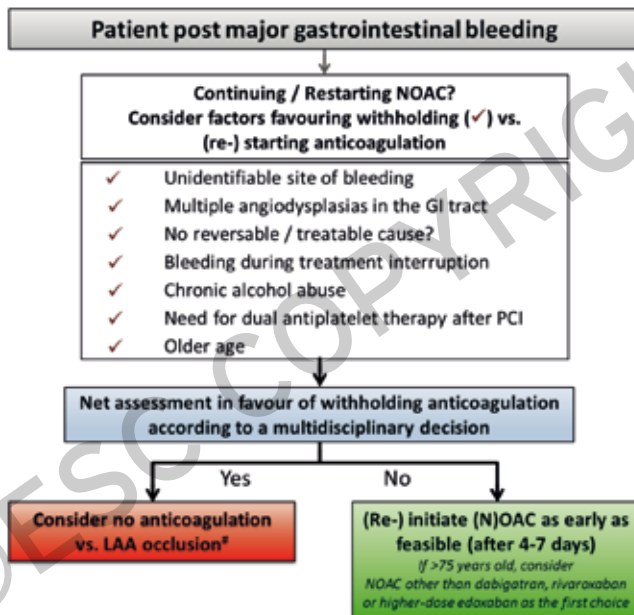 Patient post major gastrointestinal bleeding
Continuing / Restarting NOAC?
Consider factors favouring withholding (✓) vs.
(re-) starting anticoagulation
✓ Unidentifiable site of bleeding
✓ Multiple angiodysplasias in the GI tract
✓ No reversable / treatable cause?
✓ Bleeding during treatment interruption
✓ Chronic alcohol abuse
✓ Need for dual antiplatelet therapy after PCI
✓ Older age
Net assessment in favour of withholding anticoagulation
according to a multidisciplinary decision
Yes
No
Consider no anticoagulation
vs. LAA occlusion#
(Re-) initiate (N)OAC as early as
feasible (after 4-7 days)
If >75 years old, consider
NOAC other than dabigatran, rivaroxaban
or higher-dose edoxaban as the first choice
ESC COPYRIGH